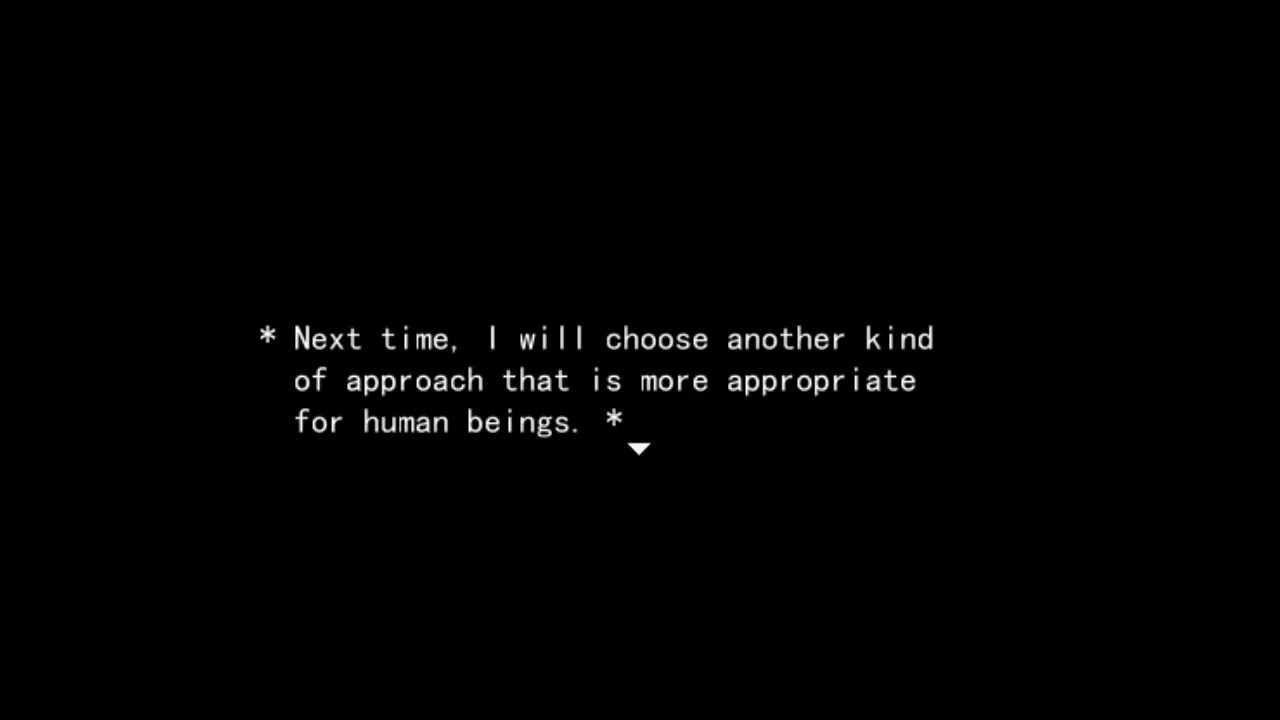 * Next time, I will choose another kind
of approach that is more appropriate
for human beings. *